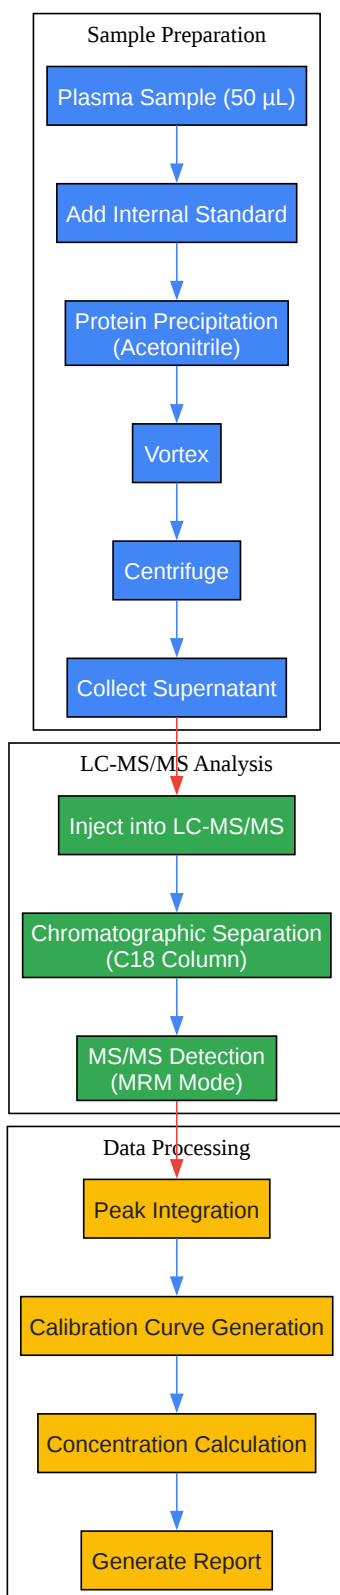 Sample Preparation
Plasma Sample (50 µL)
Add Internal Standard
Protein Precipitation
(Acetonitrile)
Vortex
Centrifuge
Collect Supernatant
LC-MS/MS Analysis
Inject into LC-MS/MS
Chromatographic Separation
(C18 Column)
MS/MS Detection
(MRM Mode)
Data Processing
Peak Integration
Calibration Curve Generation
Concentration Calculation
Generate Report